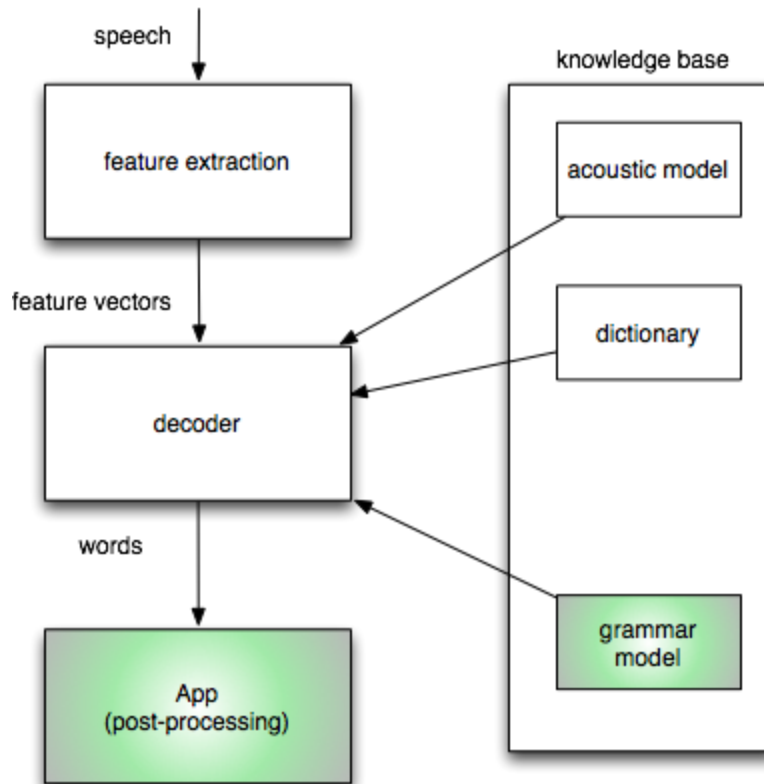 speech
knowledge base
feature extraction
acoustic model
feature vectors
dictionary
decoder
words
grammar
model
App
(post-processing)